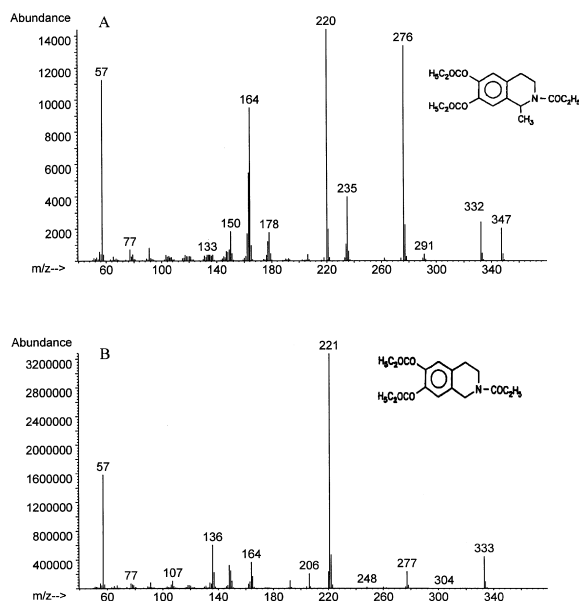 Abundance
A
14000
12000
10000
8000
6000
4000
2000
57
77
133
150
164
178
220
235
276
291
332
347
H₅C₂OCO
H₅C₂OCO
N—COC₂H₅
CH₃
m/z--> 60 100 140 180 220 260 300 340
Abundance
B
3200000
2800000
2400000
2000000
1600000
1200000
800000
400000
57
77
107
136
164
206
221
248
277
304
333
H₅C₂OCO
H₅C₂OCO
N—COC₂H₅
m/z--> 60 100 140 180 220 260 300 340